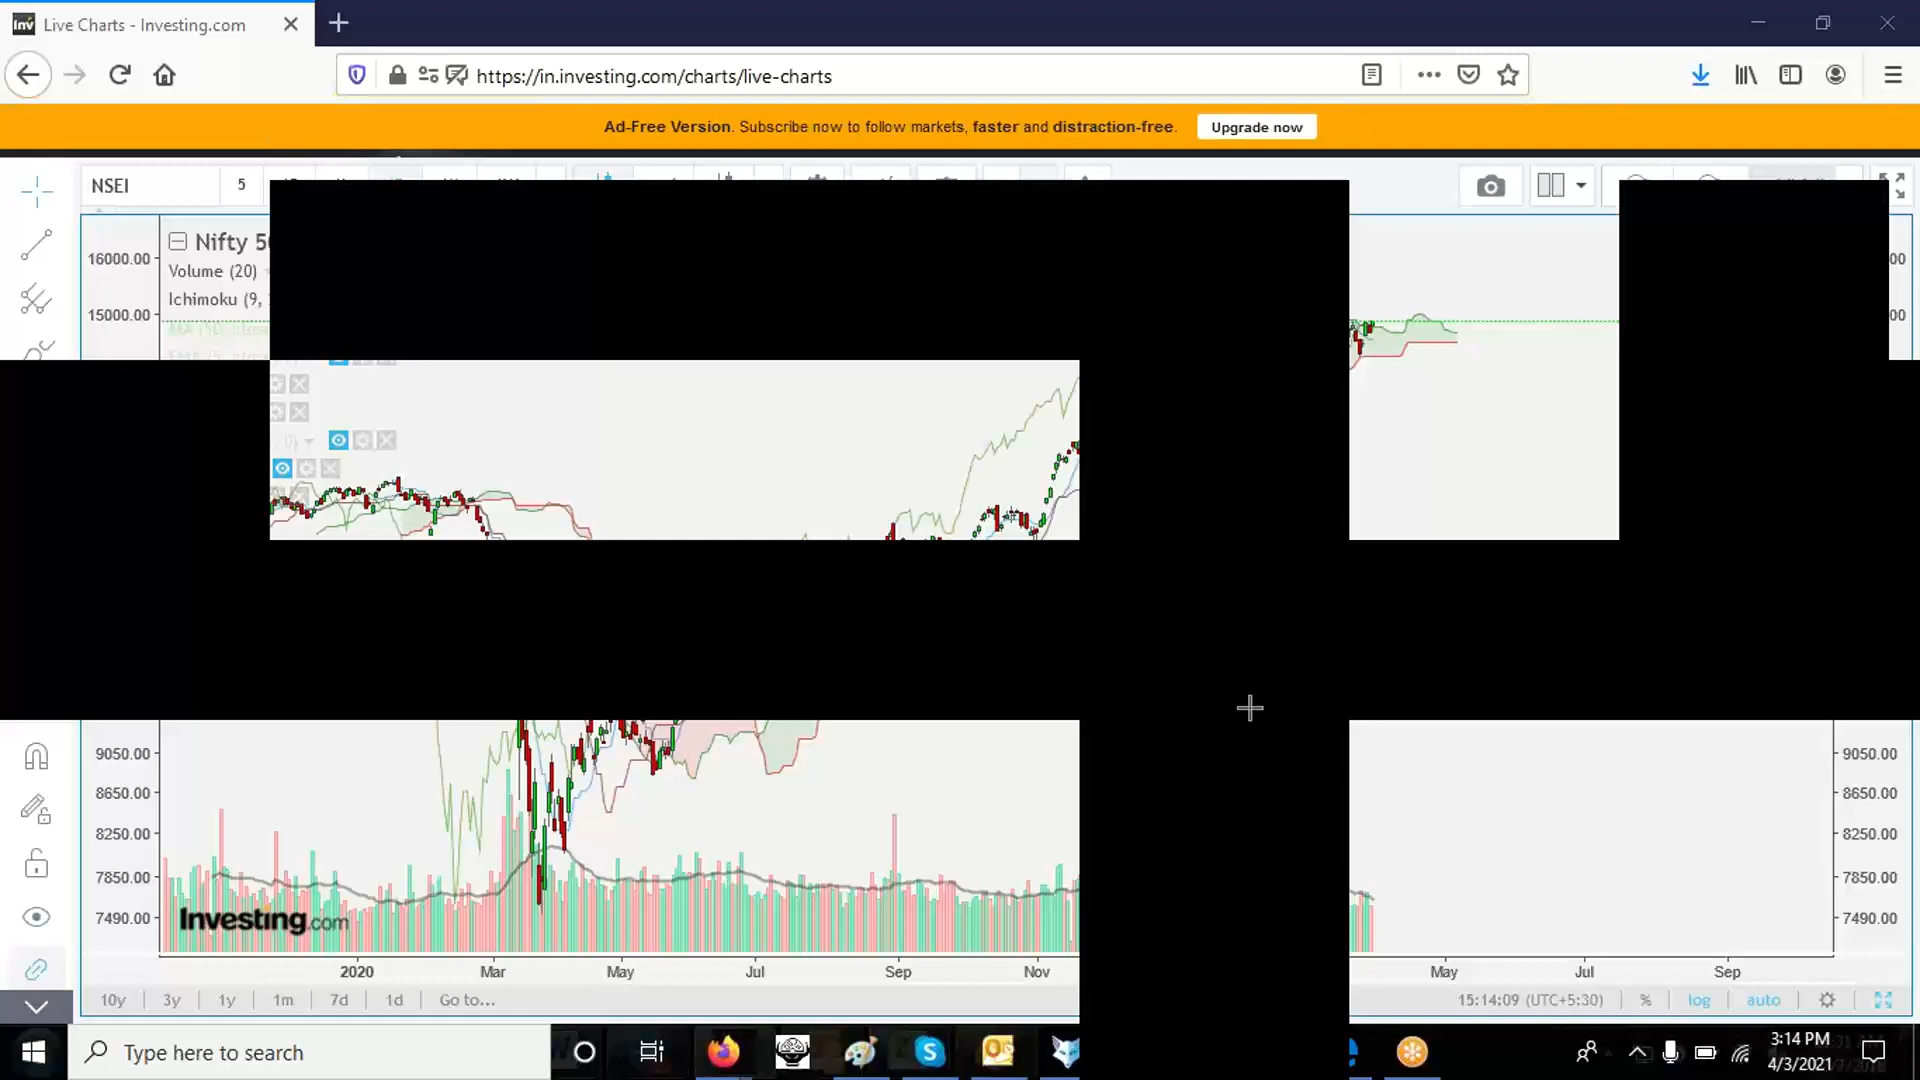 Live Charts - Investing.com
https://in.investing.com/charts/live-charts
Ad-Free Version. Subscribe now to follow markets, faster and distraction-free. Upgrade now
NSEI 5
Nifty
16000.00
Volume (20)
Ichimoku (9,
15000.00
9050.00 9050.00
8650.00 8650.00
8250.00 8250.00
7850.00 7850.00
7490.00 7490.00
Investing.com
2020 Mar May Jul Sep Nov May Jul Sep
10y 3y 1y 1m 7d 1d Go to... 15:14:09 (UTC+5:30) % log auto
Type here to search
3:14 PM
4/3/2021